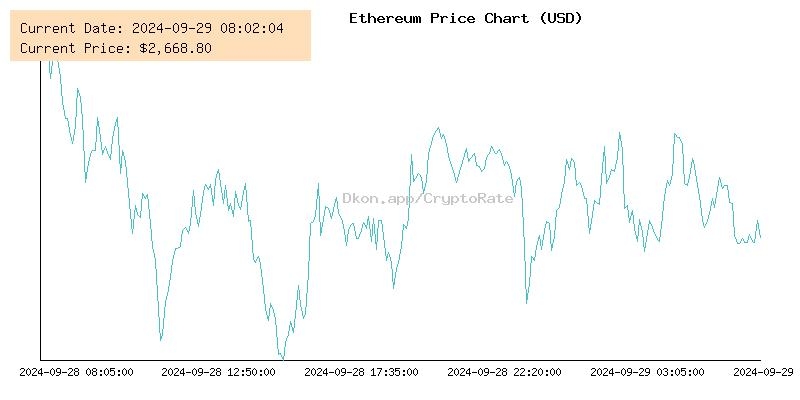 Ethereum Price Chart (USD)
Current Date: 2024-09-29 08:02:04
Current Price: $2,668.80
Dkon.app/CryptoRate
2024-09-28 08:05:00 2024-09-28 12:50:00 2024-09-28 17:35:00 2024-09-28 22:20:00 2024-09-29 03:05:00 2024-09-29